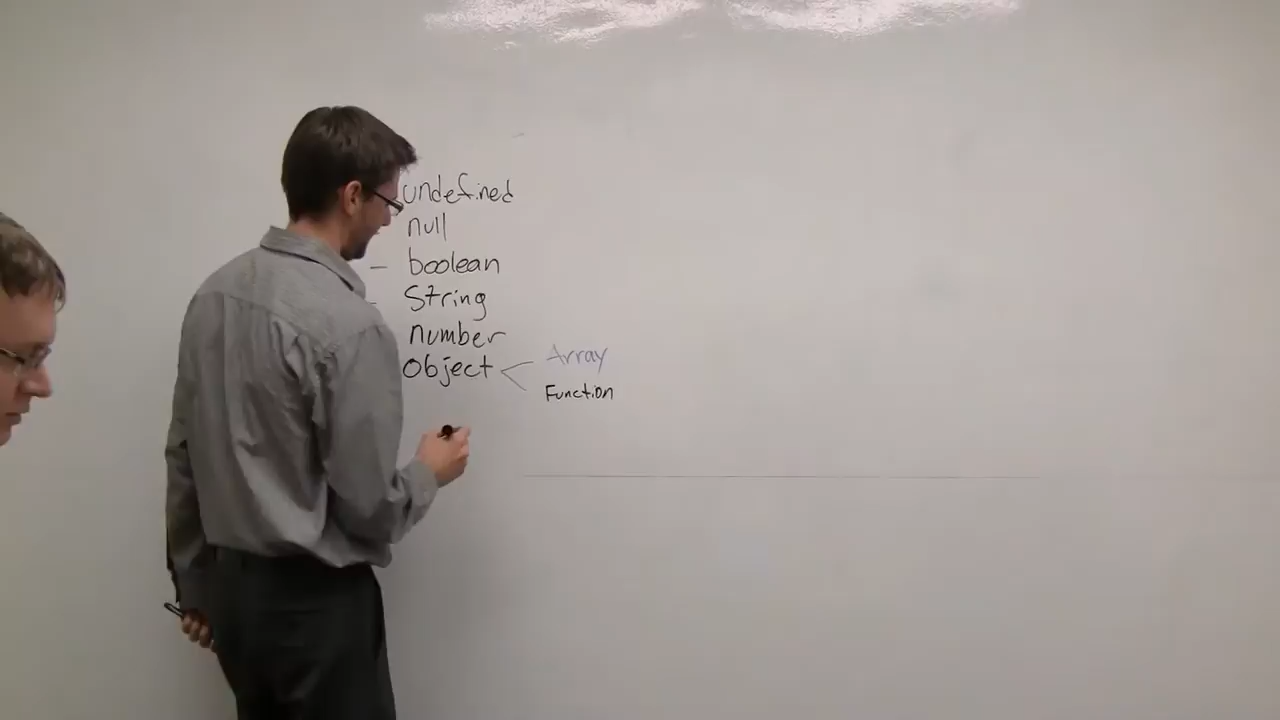 undefined
null
- boolean
- String
number
Object < Array
Function